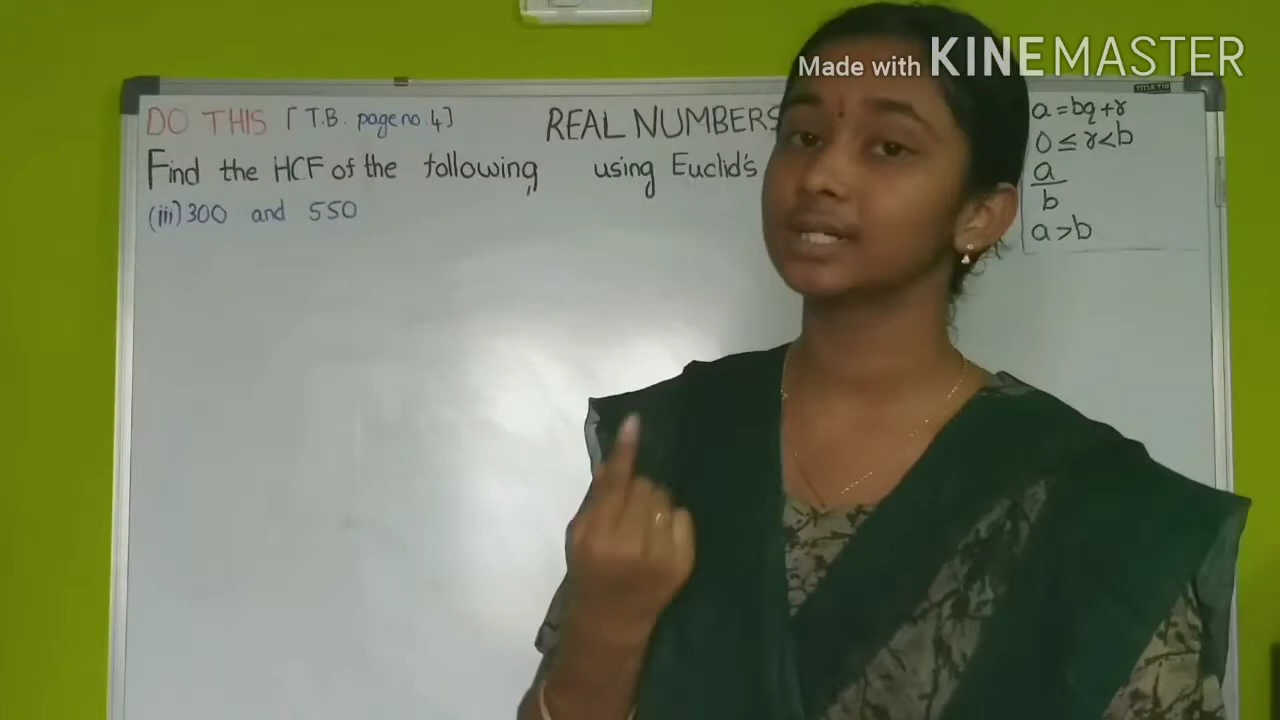 Made with KINEMASTER
DO THIS [T.B. page no. 4]
REAL NUMBERS
Find the HCF of the following, using Euclid's
(iii) 300 and 550
a = bq + r
0 ≤ r < b
a
b
a > b